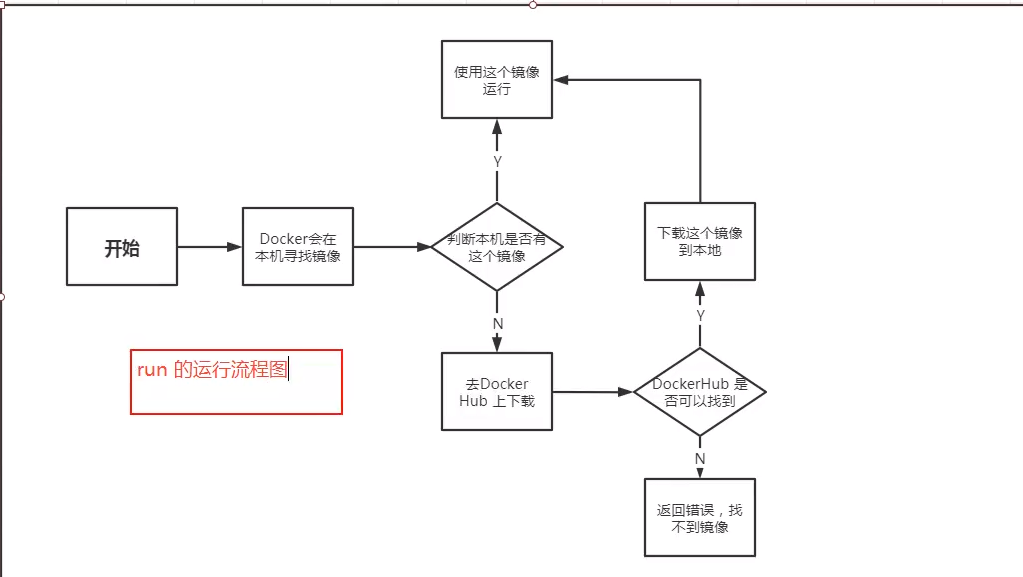 使用这个镜像
运行
Y
开始
Docker会在
本机寻找镜像
判断本机是否有
这个镜像
下载这个镜像
到本地
N
Y
run 的运行流程图
去Docker
Hub 上下载
DockerHub 是
否可以找到
N
返回错误，找
不到镜像